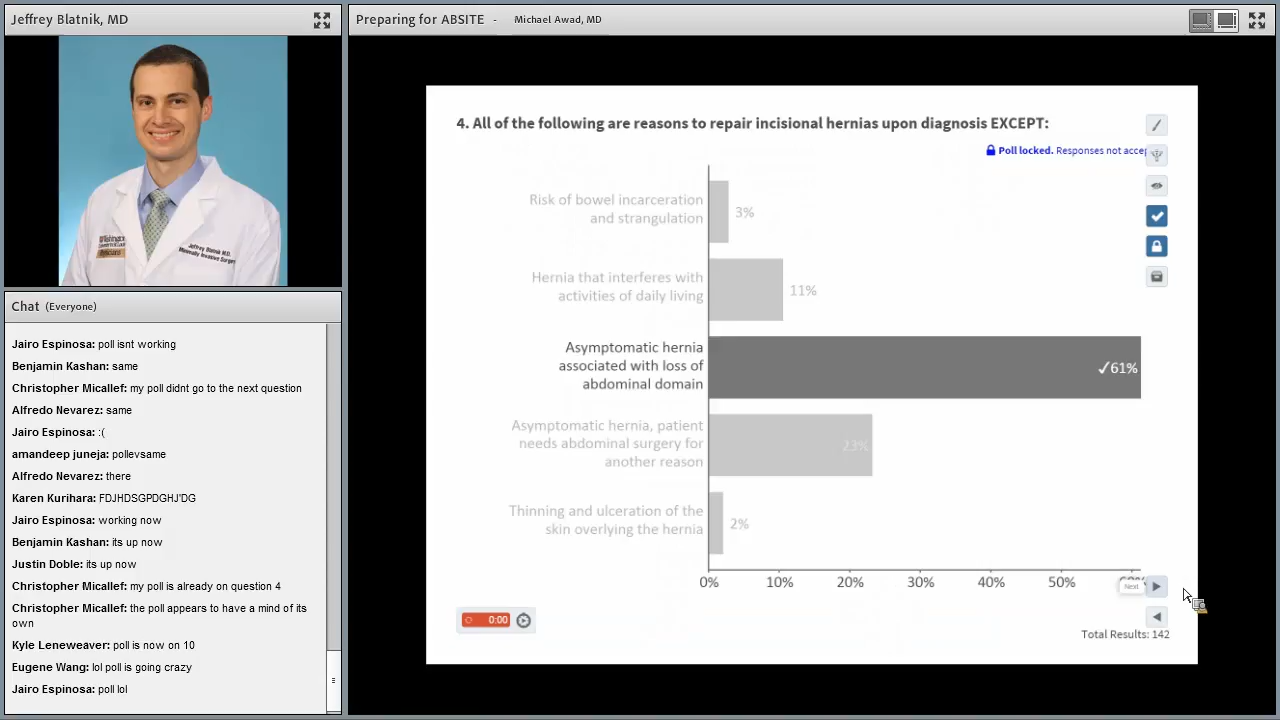 Jeffrey Blatnik, MD
Preparing for ABSITE - Michael Awad, MD
Jeffrey Blatnik M.D.
Chat (Everyone)
Jairo Espinosa: poll isnt working
Benjamin Kashan: same
Christopher Micallef: my poll didnt go to the next question
Alfredo Nevarez: same
Jairo Espinosa: :(
amandeep juneja: pollevsame
Alfredo Nevarez: there
Karen Kurihara: FDJHDSGPDGHJ'DG
Jairo Espinosa: working now
Benjamin Kashan: its up now
Justin Doble: its up now
Christopher Micallef: my poll is already on question 4
Christopher Micallef: the poll appears to have a mind of its
own
Kyle Leneweaver: poll is now on 10
Eugene Wang: lol poll is going crazy
Jairo Espinosa: poll lol
4. All of the following are reasons to repair incisional hernias upon diagnosis EXCEPT:
Poll locked. Responses not accep
Risk of bowel incarceration
and strangulation
3%
Hernia that interferes with
activities of daily living
11%
Asymptomatic hernia
associated with loss of
abdominal domain
✓61%
Asymptomatic hernia, patient
needs abdominal surgery for
another reason
23%
Thinning and ulceration of the
skin overlying the hernia
2%
0% 10% 20% 30% 40% 50% 60%
Next
0:00
Total Results: 142